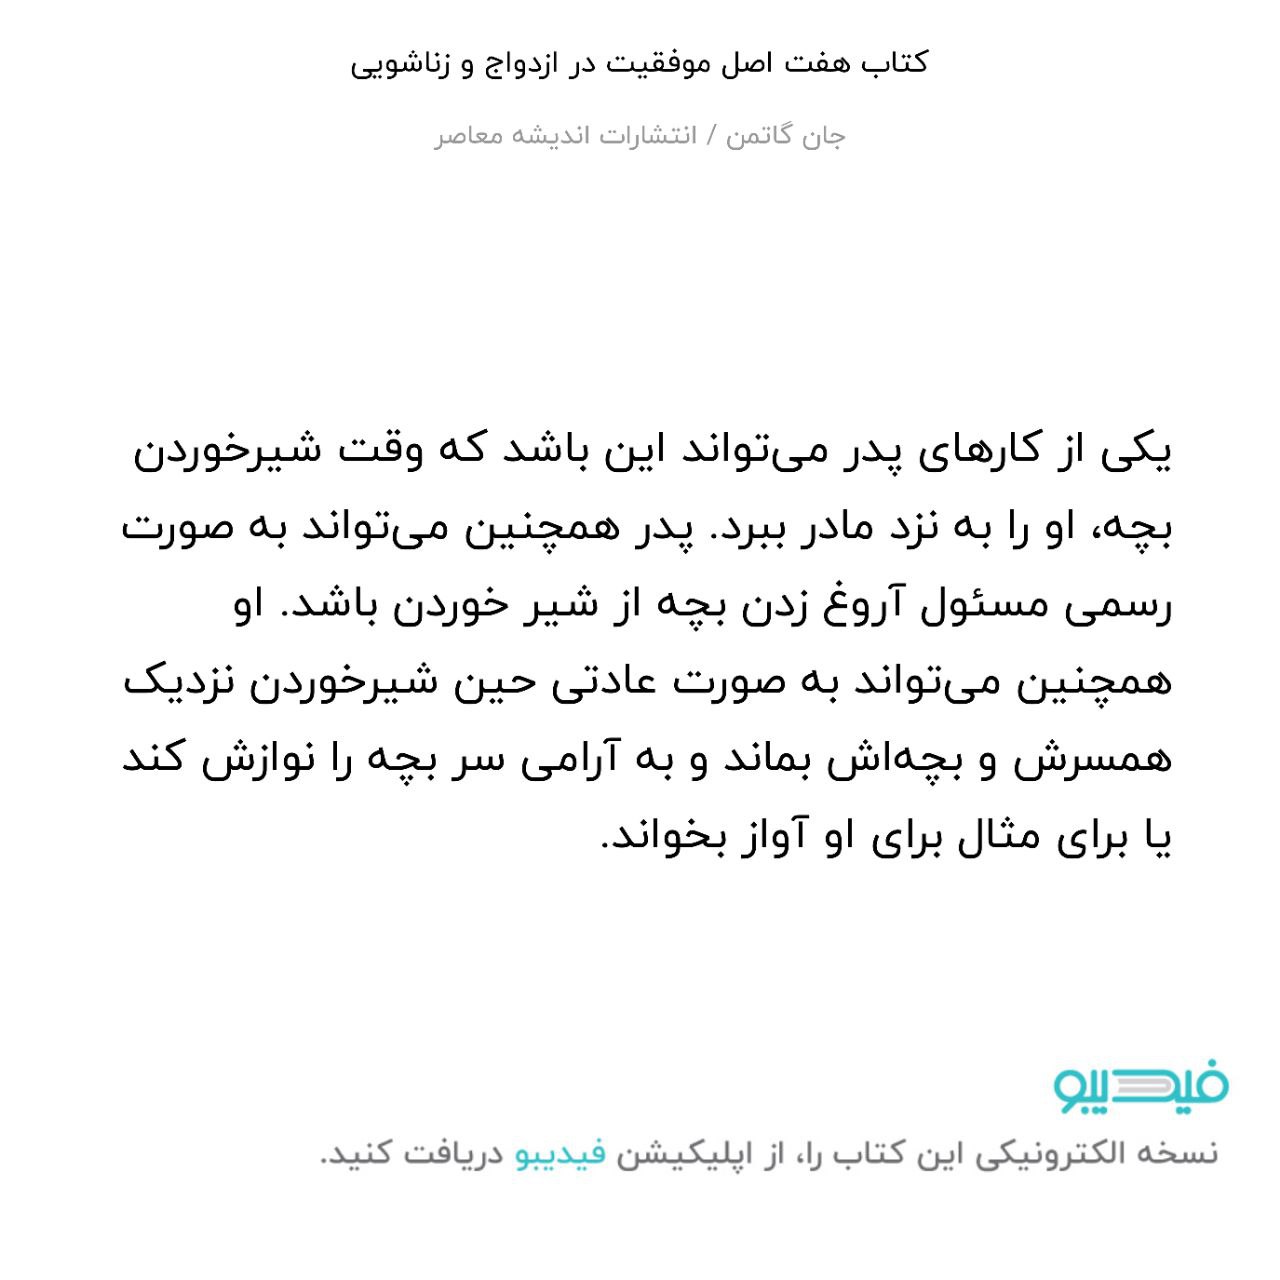 کتاب هفت اصل موفقیت در ازدواج و زناشویی
جان گاتمن / انتشارات اندیشه معاصر
یکی از کارهای پدر می‌تواند این باشد که وقت شیرخوردن
بچه، او را به نزد مادر ببرد. پدر همچنین می‌تواند به صورت
رسمی مسئول آروغ زدن بچه از شیر خوردن باشد. او
همچنین می‌تواند به صورت عادتی حین شیرخوردن نزدیک
همسرش و بچه‌اش بماند و به آرامی سر بچه را نوازش کند
یا برای مثال برای او آواز بخواند.
فیدیبو
نسخه الکترونیکی این کتاب را، از اپلیکیشن فیدیبو دریافت کنید.